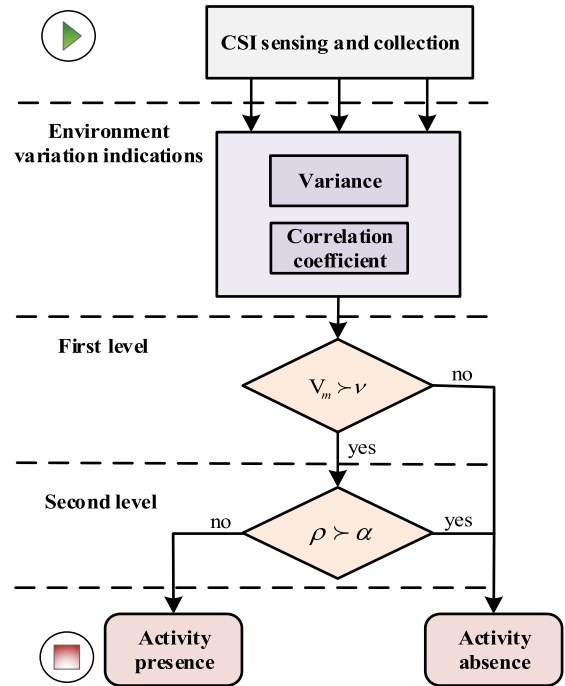 CSI sensing and collection
Environment
variation indications
Variance
Correlation
coefficient
First level
V_m ≻ ν
no
yes
Second level
no
ρ ≻ α
yes
Activity
presence
Activity
absence